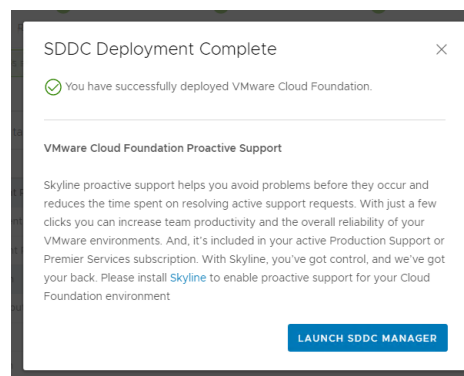 SDDC Deployment Complete
You have successfully deployed VMware Cloud Foundation.
VMware Cloud Foundation Proactive Support
Skyline proactive support helps you avoid problems before they occur and
reduces the time spent on resolving active support requests. With just a few
clicks you can increase team productivity and the overall reliability of your
VMware environments. And, it's included in your active Production Support or
Premier Services subscription. With Skyline, you've got control, and we've got
your back. Please install Skyline to enable proactive support for your Cloud
Foundation environment
LAUNCH SDDC MANAGER